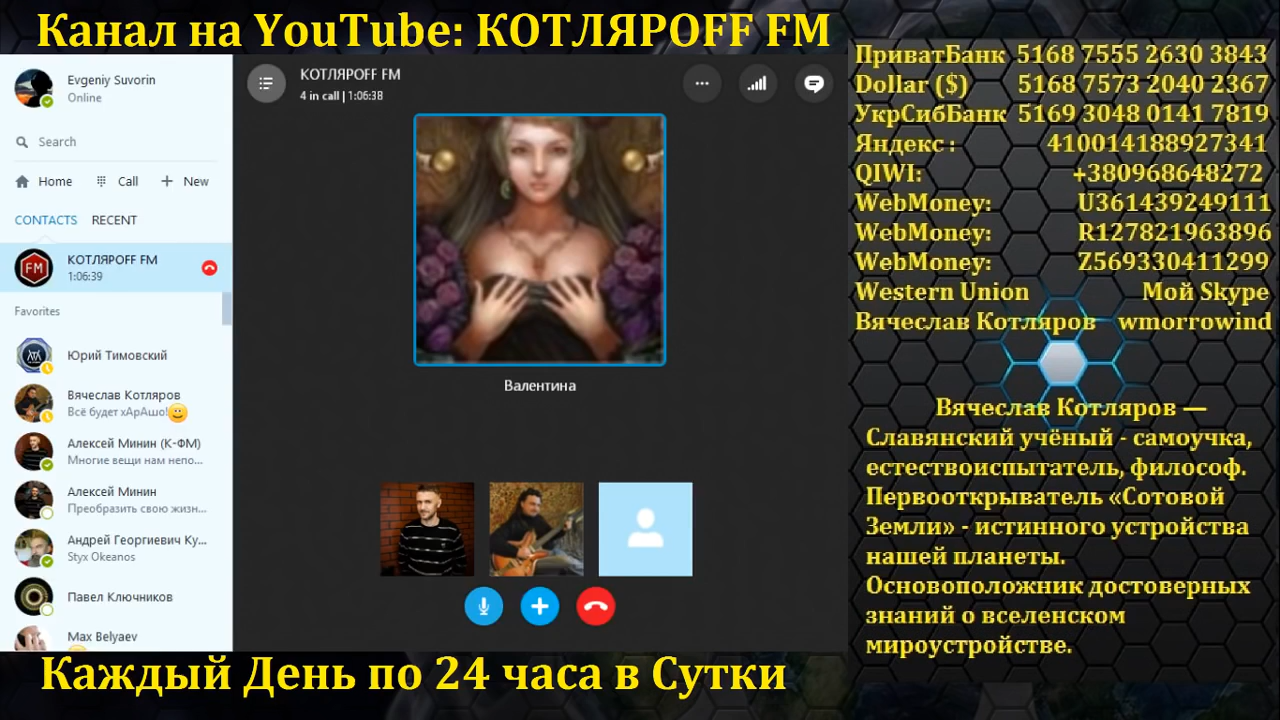 Канал на YouTube: КОТЛЯРОFF FM
Evgeniy Suvorin
Online
Search
Home Call New
CONTACTS RECENT
КОТЛЯРОFF FM
1:06:39
Favorites
Юрий Тимовский
Вячеслав Котляров
Всё будет хАрАшо!
Алексей Минин (К-ФМ)
Многие вещи нам непо...
Алексей Минин
Преобразить свою жизн...
Андрей Георгиевич Ку...
Styx Okeanos
Павел Ключников
Max Belyaev
КОТЛЯРОFF FM
4 in call | 1:06:38
Валентина
ПриватБанк 5168 7555 2630 3843
Dollar ($) 5168 7573 2040 2367
УкрСибБанк 5169 3048 0141 7819
Яндекс : 410014188927341
QIWI: +380968648272
WebMoney: U361439249111
WebMoney: R127821963896
WebMoney: Z569330411299
Western Union Мой Skype
Вячеслав Котляров wmorrowind
Вячеслав Котляров —
Славянский учёный - самоучка,
естествоиспытатель, философ.
Первооткрыватель «Сотовой
Земли» - истинного устройства
нашей планеты.
Основоположник достоверных
знаний о вселенском
мироустройстве.
Каждый День по 24 часа в Сутки